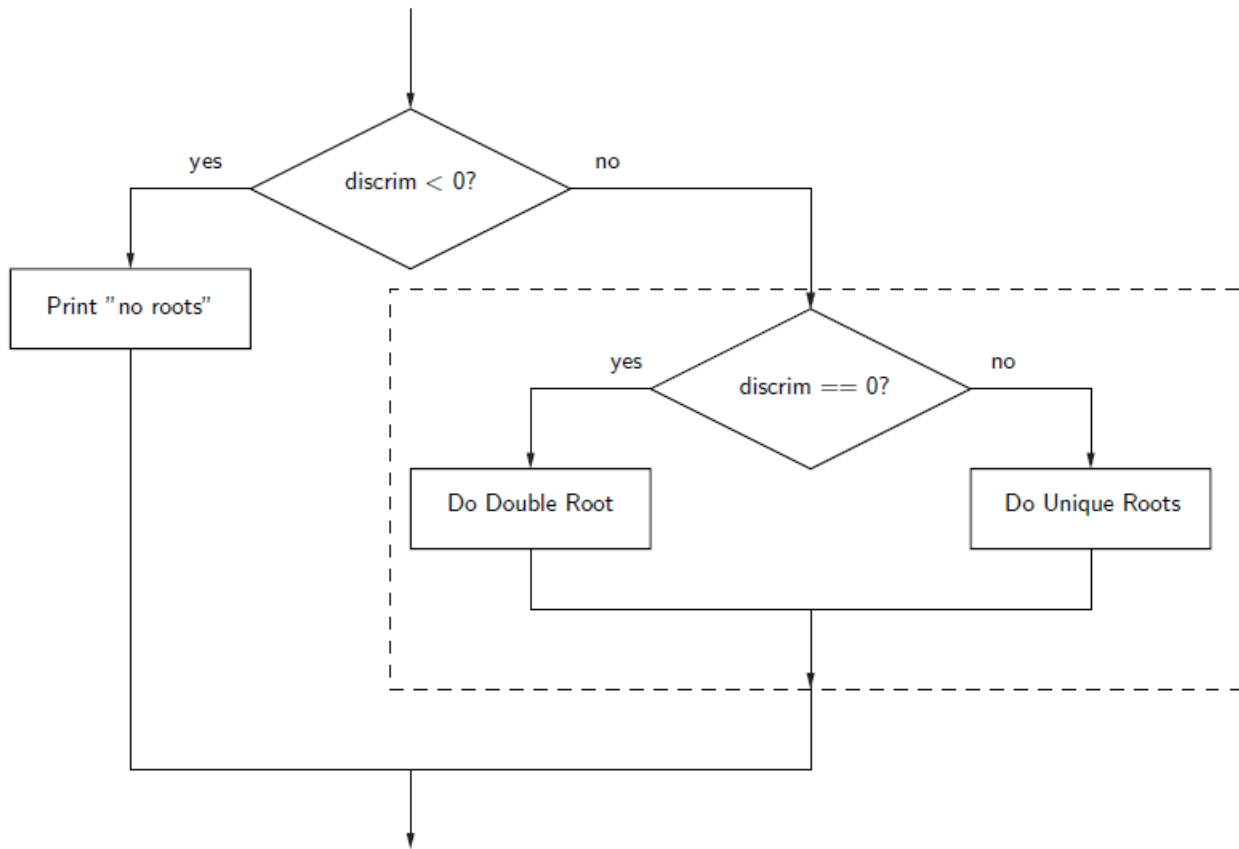 yes
no
discrim < 0?
Print "no roots"
yes
no
discrim == 0?
Do Double Root
Do Unique Roots